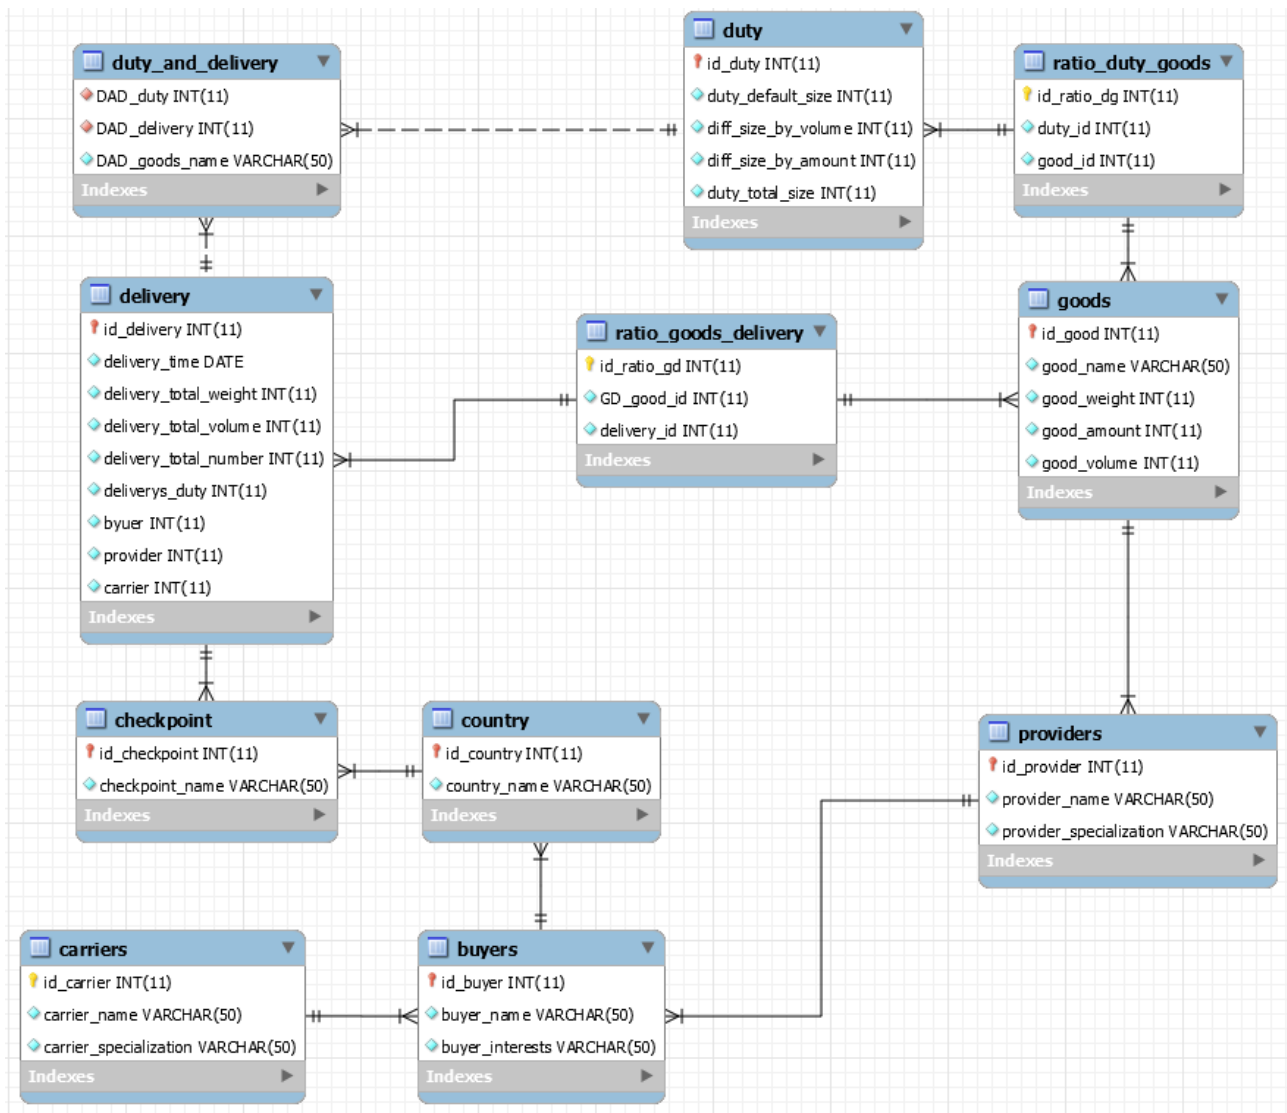 duty_and_delivery
DAD_duty INT(11)
DAD_delivery INT(11)
DAD_goods_name VARCHAR(50)
Indexes
duty
id_duty INT(11)
duty_default_size INT(11)
diff_size_by_volume INT(11)
diff_size_by_amount INT(11)
duty_total_size INT(11)
Indexes
ratio_duty_goods
id_ratio_dg INT(11)
duty_id INT(11)
good_id INT(11)
Indexes
delivery
id_delivery INT(11)
delivery_time DATE
delivery_total_weight INT(11)
delivery_total_volume INT(11)
delivery_total_number INT(11)
deliverys_duty INT(11)
byuer INT(11)
provider INT(11)
carrier INT(11)
Indexes
ratio_goods_delivery
id_ratio_gd INT(11)
GD_good_id INT(11)
delivery_id INT(11)
Indexes
goods
id_good INT(11)
good_name VARCHAR(50)
good_weight INT(11)
good_amount INT(11)
good_volume INT(11)
Indexes
checkpoint
id_checkpoint INT(11)
checkpoint_name VARCHAR(50)
Indexes
country
id_country INT(11)
country_name VARCHAR(50)
Indexes
providers
id_provider INT(11)
provider_name VARCHAR(50)
provider_specialization VARCHAR(50)
Indexes
carriers
id_carrier INT(11)
carrier_name VARCHAR(50)
carrier_specialization VARCHAR(50)
Indexes
buyers
id_buyer INT(11)
buyer_name VARCHAR(50)
buyer_interests VARCHAR(50)
Indexes